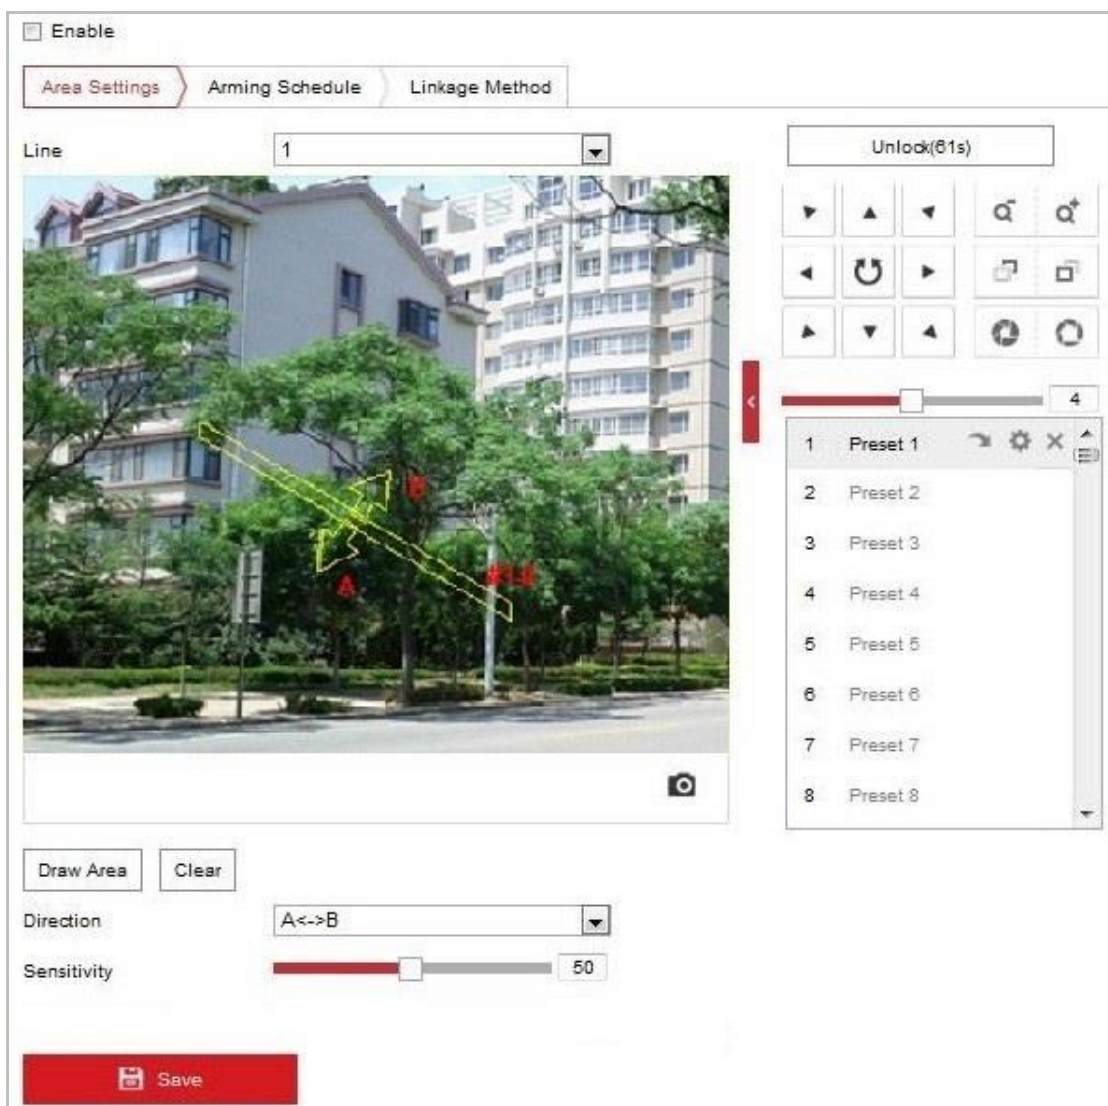 Enable
Area Settings
Arming Schedule
Linkage Method
Line
1
Unlock(61s)
4
1 Preset 1
2 Preset 2
3 Preset 3
4 Preset 4
5 Preset 5
6 Preset 6
7 Preset 7
8 Preset 8
B
A
Draw Area
Clear
Direction
A<->B
Sensitivity
50
Save